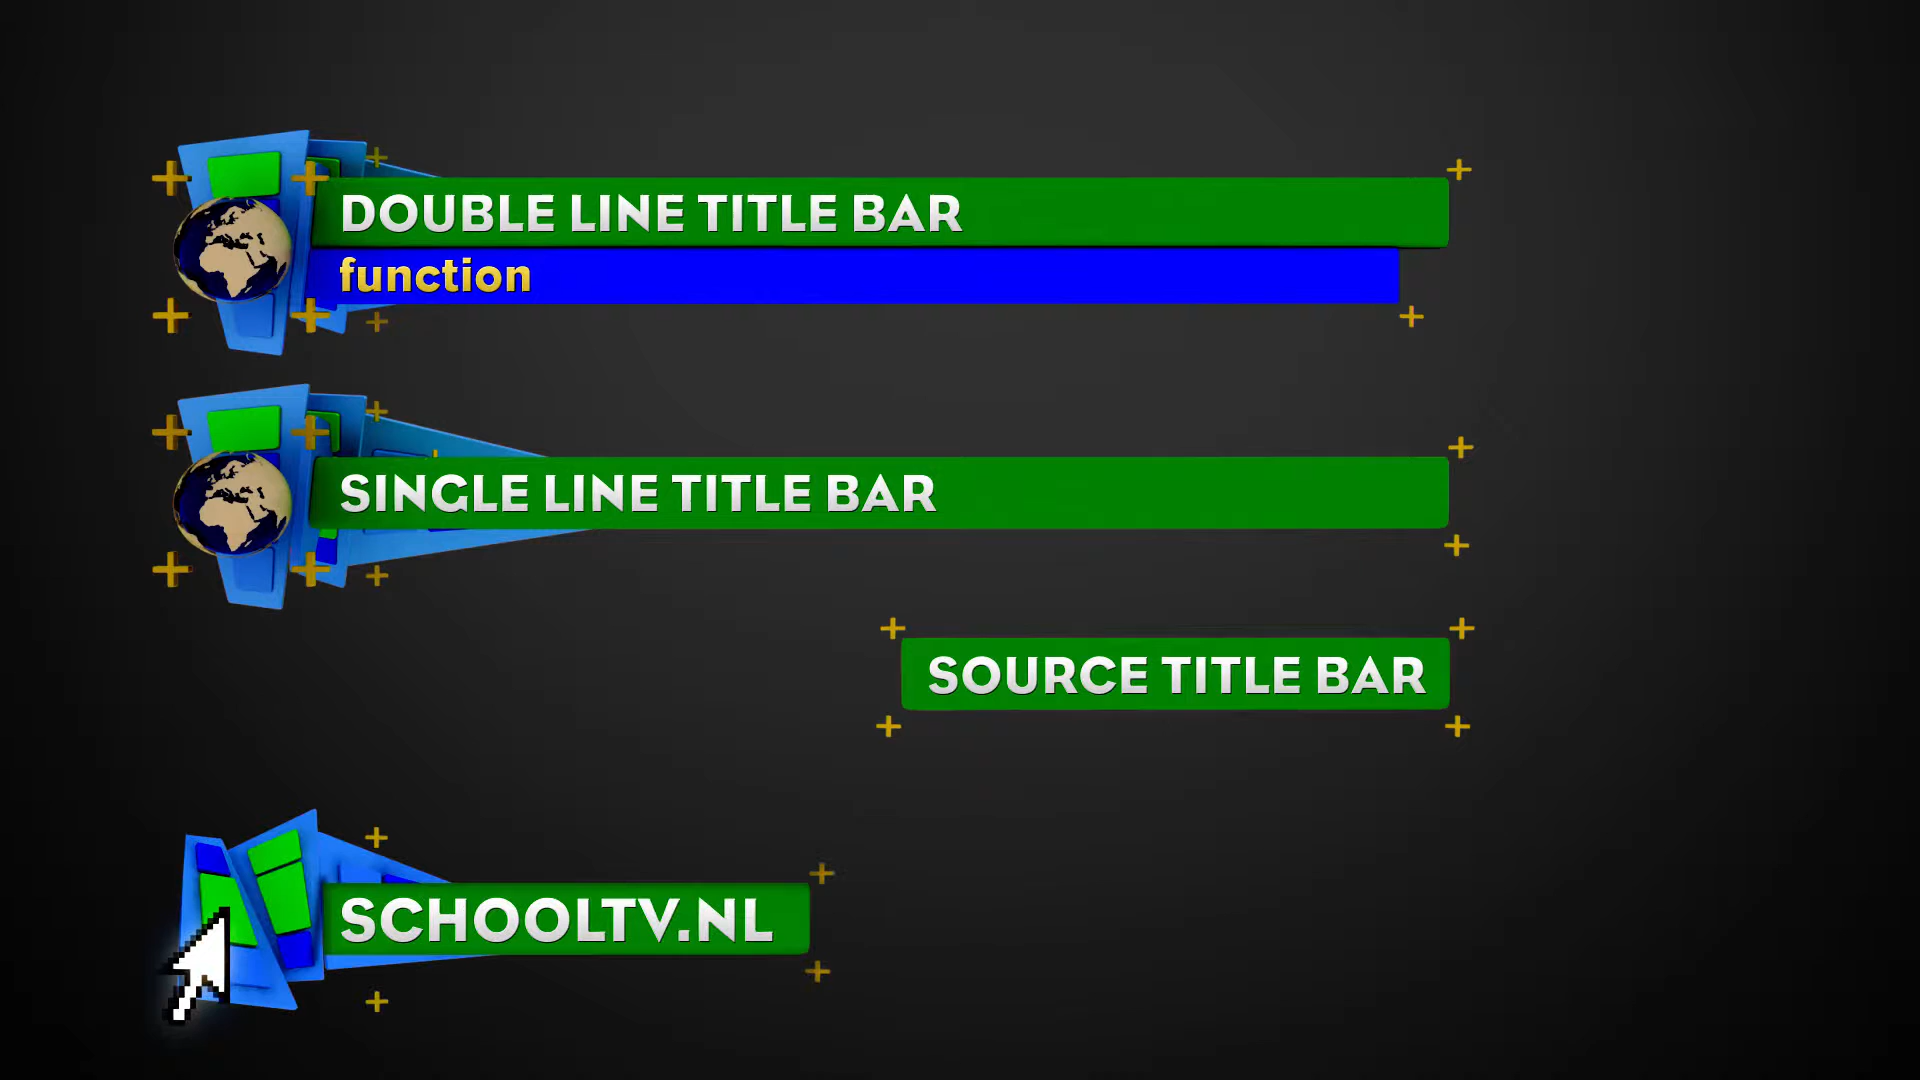 DOUBLE LINE TITLE BAR
function
SINGLE LINE TITLE BAR
SOURCE TITLE BAR
SCHOOLTV.NL